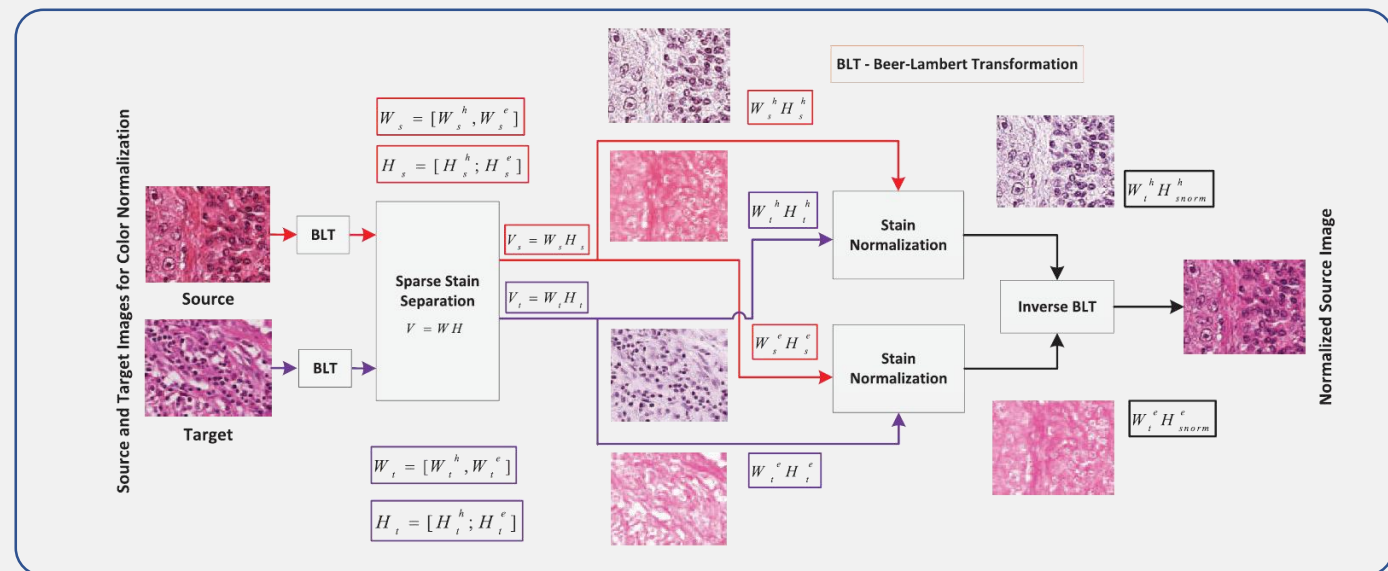 Source and Target Images for Color Normalization
BLT - Beer-Lambert Transformation
W_s = [W_s^h, W_s^e]
H_s = [H_s^h; H_s^e]
W_s^h H_s^h
W_t^h H_snorm^h
Source
BLT
V_s = W_s H_s
W_t^h H_t^h
Stain
Normalization
Sparse Stain
Separation
V = WH
V_t = W_t H_t
Inverse BLT
Target
BLT
W_s^e H_s^e
Stain
Normalization
W_t^e H_snorm^e
W_t = [W_t^h, W_t^e]
H_t = [H_t^h; H_t^e]
W_t^e H_t^e
Normalized Source Image